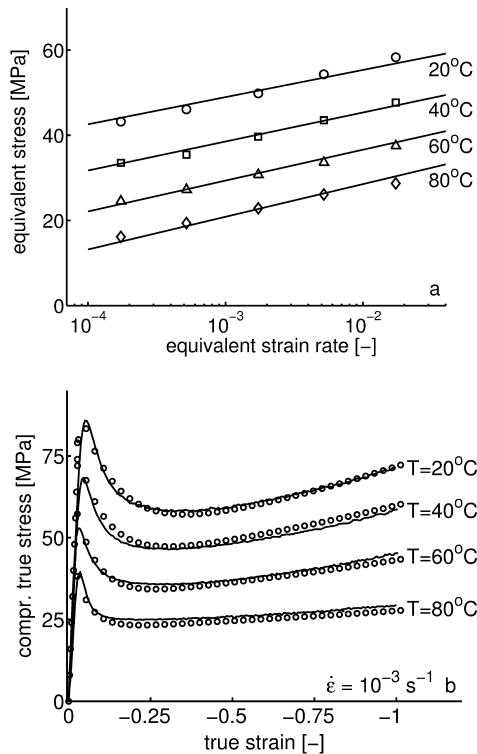 equivalent stress [MPa]
60
40
20
0
20°C
40°C
60°C
80°C
a
10⁻⁴
10⁻³
10⁻²
equivalent strain rate [−]
compr. true stress [MPa]
75
50
25
0
T=20°C
T=40°C
T=60°C
T=80°C
ε̇ = 10⁻³ s⁻¹ b
0
−0.25
−0.5
−0.75
−1
true strain [−]